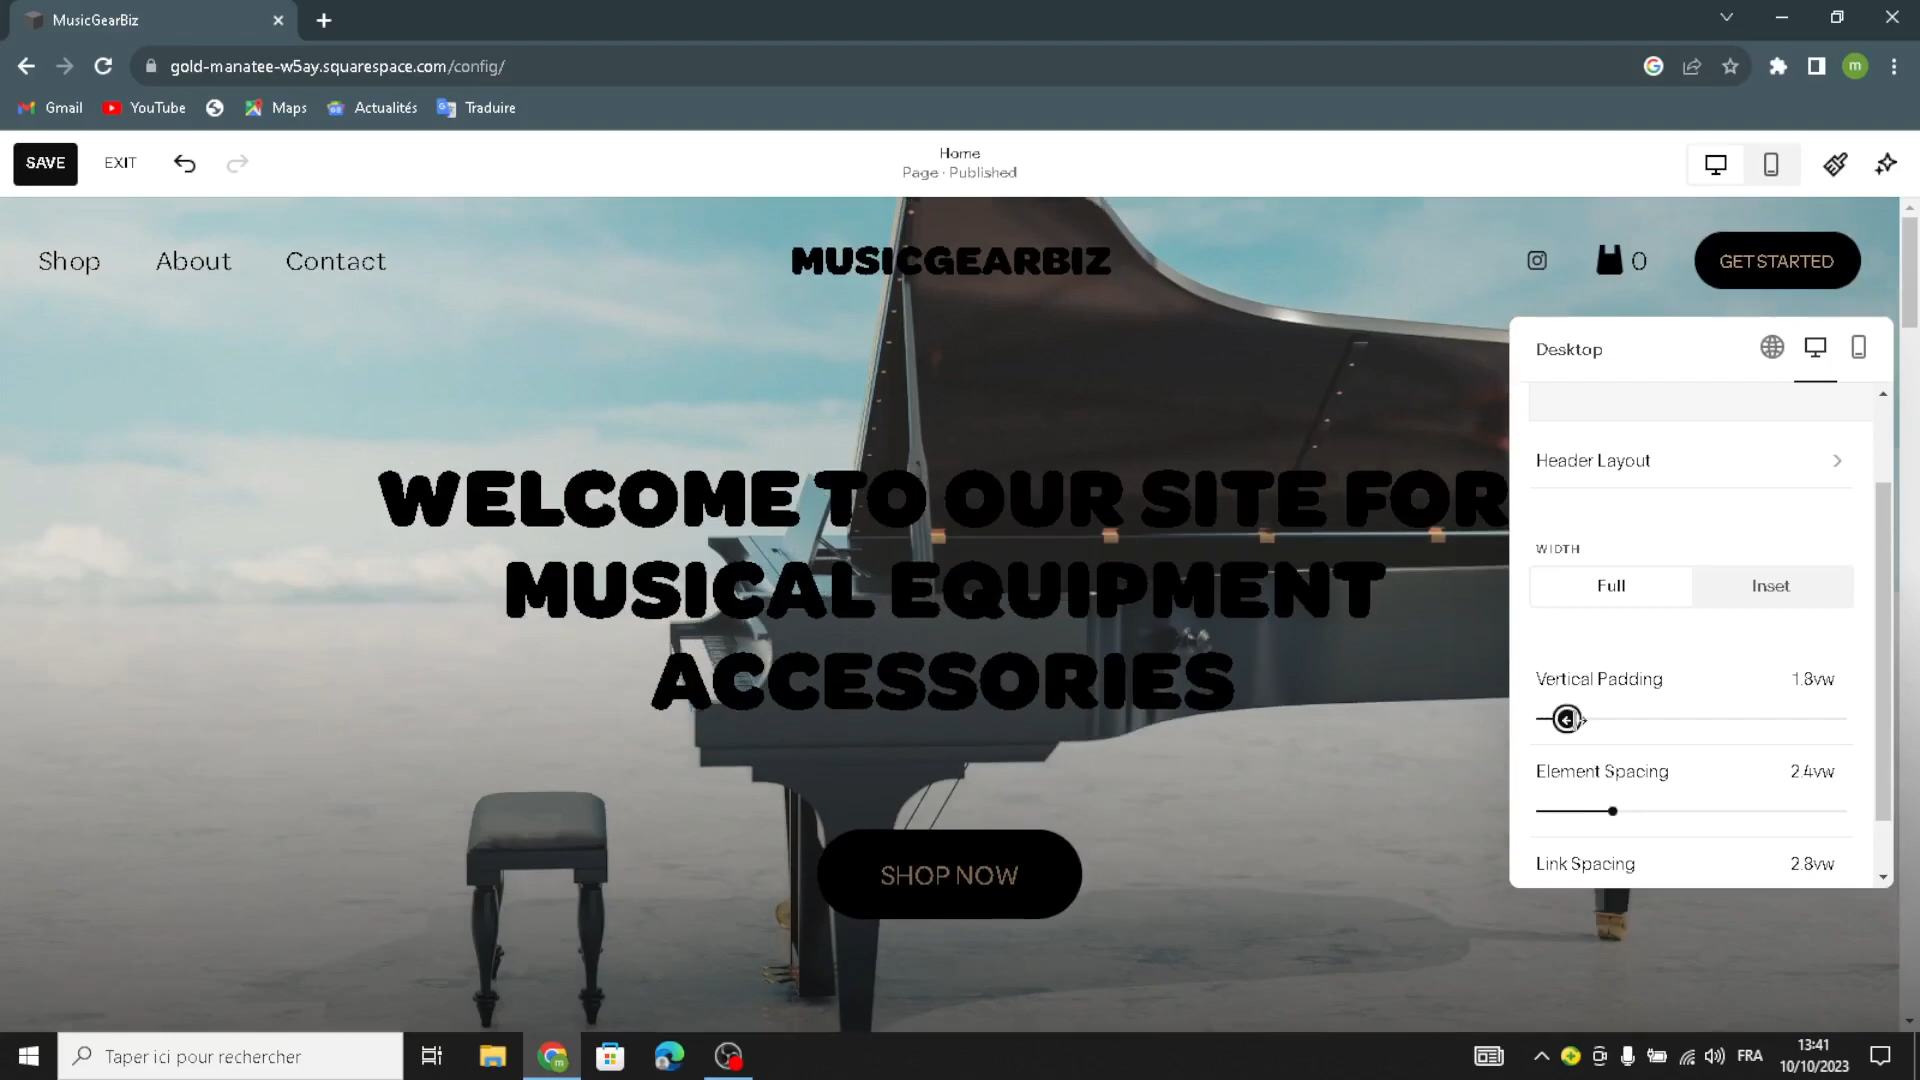 MusicGearBiz
gold-manatee-w5ay.squarespace.com/config/
m
Gmail
YouTube
Maps
Actualités
Traduire
SAVE
EXIT
Home
Page · Published
Shop
About
Contact
MUSICGEARBIZ
0
GET STARTED
WELCOME TO OUR SITE FOR
MUSICAL EQUIPMENT
ACCESSORIES
SHOP NOW
Desktop
Header Layout
WIDTH
Full
Inset
Vertical Padding
1.8vw
Element Spacing
2.4vw
Link Spacing
2.8vw
Taper ici pour rechercher
FRA
13:41
10/10/2023